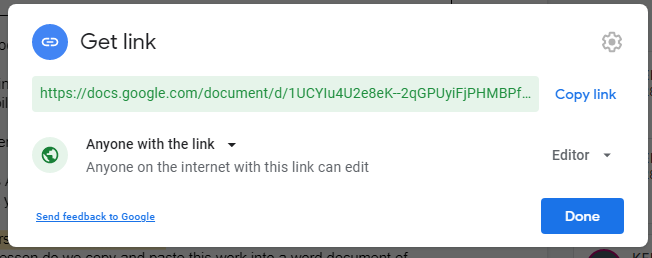 Get link
https://docs.google.com/document/d/1UCYIu4U2e8eK--2qGPUyiFjPHMBPf...
Copy link
Anyone with the link
Anyone on the internet with this link can edit
Editor
Send feedback to Google
Done
esson do we copy and paste this work into a word document of